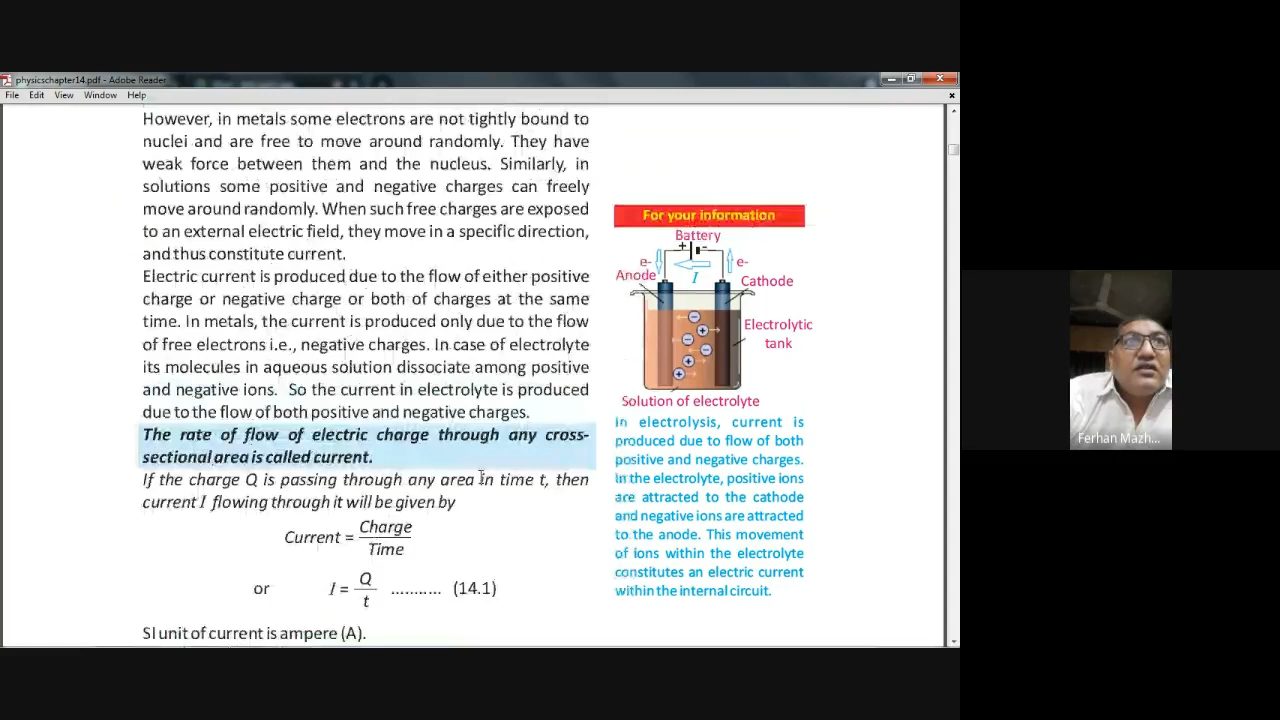 physicschapter14.pdf - Adobe Reader
File Edit View Window Help
However, in metals some electrons are not tightly bound to
nuclei and are free to move around randomly. They have
weak force between them and the nucleus. Similarly, in
solutions some positive and negative charges can freely
move around randomly. When such free charges are exposed
to an external electric field, they move in a specific direction,
and thus constitute current.
Electric current is produced due to the flow of either positive
charge or negative charge or both of charges at the same
time. In metals, the current is produced only due to the flow
of free electrons i.e., negative charges. In case of electrolyte
its molecules in aqueous solution dissociate among positive
and negative ions. So the current in electrolyte is produced
due to the flow of both positive and negative charges.
The rate of flow of electric charge through any cross-
sectional area is called current.
If the charge Q is passing through any area in time t, then
current I flowing through it will be given by
Current = Charge
Time
or I = Q
t
........... (14.1)
SI unit of current is ampere (A).
For your information
Battery
+ -
e- I e-
Anode Cathode
Electrolytic
tank
Solution of electrolyte
In electrolysis, current is
produced due to flow of both
positive and negative charges.
In the electrolyte, positive ions
are attracted to the cathode
and negative ions are attracted
to the anode. This movement
of ions within the electrolyte
constitutes an electric current
within the internal circuit.
Ferhan Mazh...